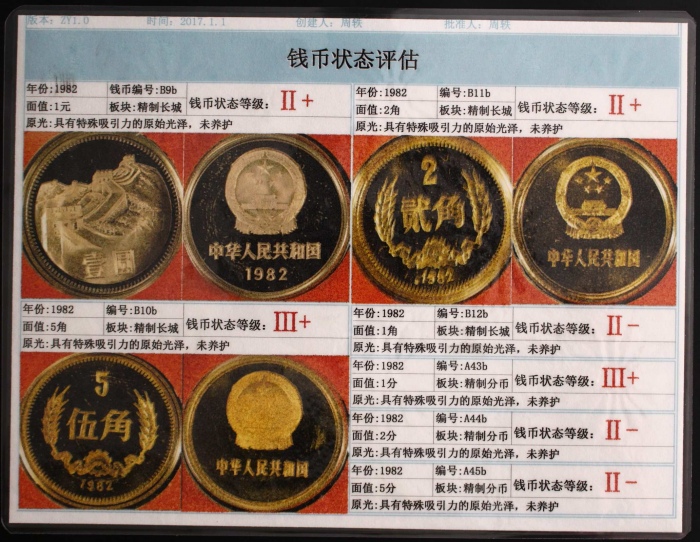 版本：ZY1.0 时间：2017.1.1 创建人：周轶 批准人：周轶
钱币状态评估
年份:1982 钱币编号:B9b 钱币状态等级： II+
面值:1元 板块:精制长城
原光:具有特殊吸引力的原始光泽，未养护
年份:1982 编号:B11b 钱币状态等级： II+
面值:2角 板块:精制长城
原光:具有特殊吸引力的原始光泽，未养护
壹圆
中华人民共和国
1982
2
贰角
1982
中华人民共和国
年份:1982 编号:B10b 钱币状态等级： III+
面值:5角 板块:精制长城
原光:具有特殊吸引力的原始光泽，未养护
5
伍角
1982
中华人民共和国
年份:1982 编号:B12b 钱币状态等级： II-
面值:1角 板块:精制长城
原光:具有特殊吸引力的原始光泽，未养护
年份:1982 编号:A43b 钱币状态等级： III+
面值:1分 板块:精制分币
原光:具有特殊吸引力的原始光泽，未养护
年份:1982 编号:A44b 钱币状态等级： II-
面值:2分 板块:精制分币
原光:具有特殊吸引力的原始光泽，未养护
年份:1982 编号:A45b 钱币状态等级： II-
面值:5分 板块:精制分币
原光:具有特殊吸引力的原始光泽，未养护